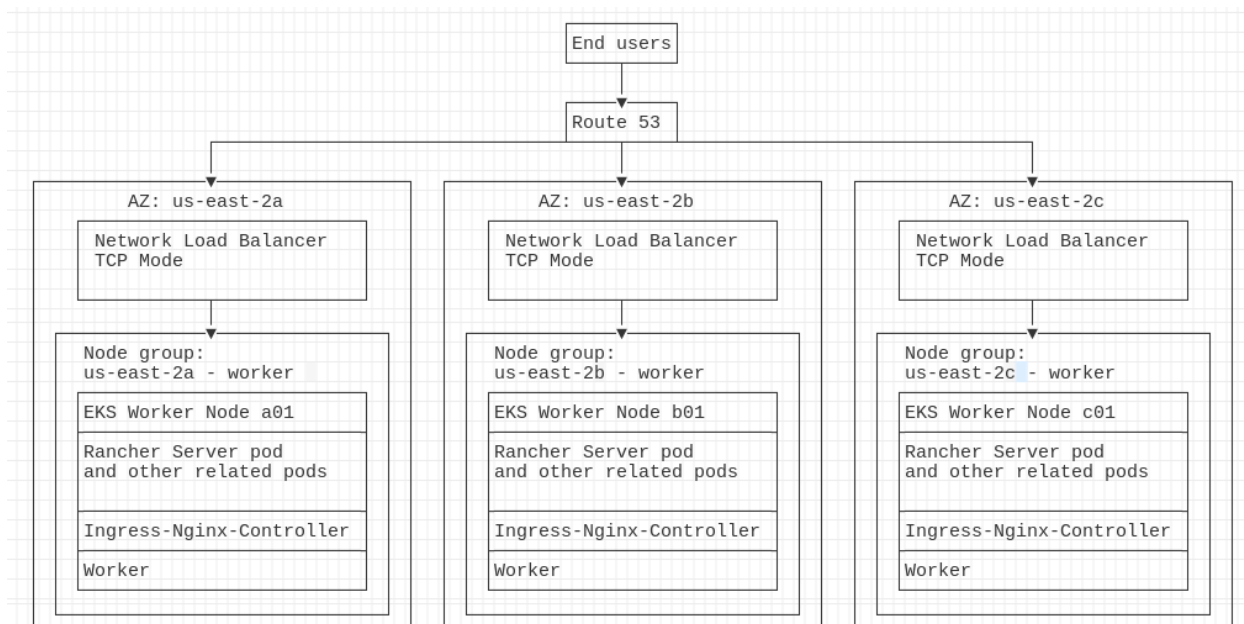 End users
Route 53
AZ: us-east-2a
Network Load Balancer
TCP Mode
Node group:
us-east-2a - worker
EKS Worker Node a01
Rancher Server pod
and other related pods
Ingress-Nginx-Controller
Worker
AZ: us-east-2b
Network Load Balancer
TCP Mode
Node group:
us-east-2b - worker
EKS Worker Node b01
Rancher Server pod
and other related pods
Ingress-Nginx-Controller
Worker
AZ: us-east-2c
Network Load Balancer
TCP Mode
Node group:
us-east-2c - worker
EKS Worker Node c01
Rancher Server pod
and other related pods
Ingress-Nginx-Controller
Worker